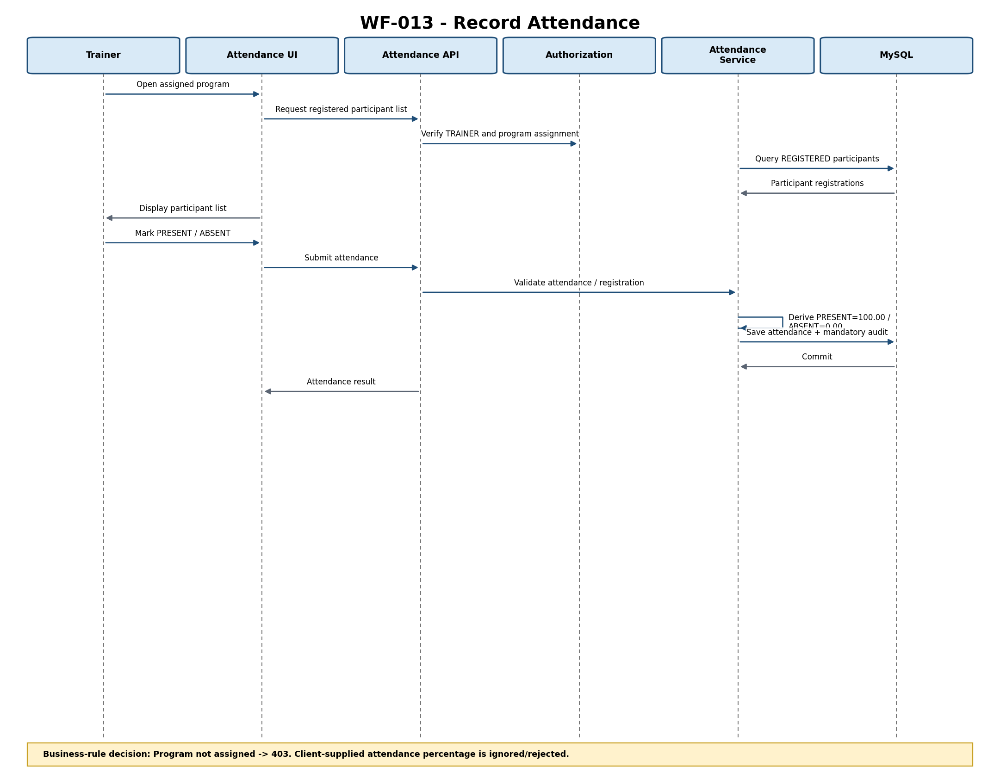 WF-013 - Record Attendance
Trainer
Attendance UI
Attendance API
Authorization
Attendance
Service
MySQL
Open assigned program
Request registered participant list
Verify TRAINER and program assignment
Query REGISTERED participants
Participant registrations
Display participant list
Mark PRESENT / ABSENT
Submit attendance
Validate attendance / registration
Derive PRESENT=100.00 /
ABSENT=0.00
Save attendance + mandatory audit
Commit
Attendance result
Business-rule decision: Program not assigned -> 403. Client-supplied attendance percentage is ignored/rejected.